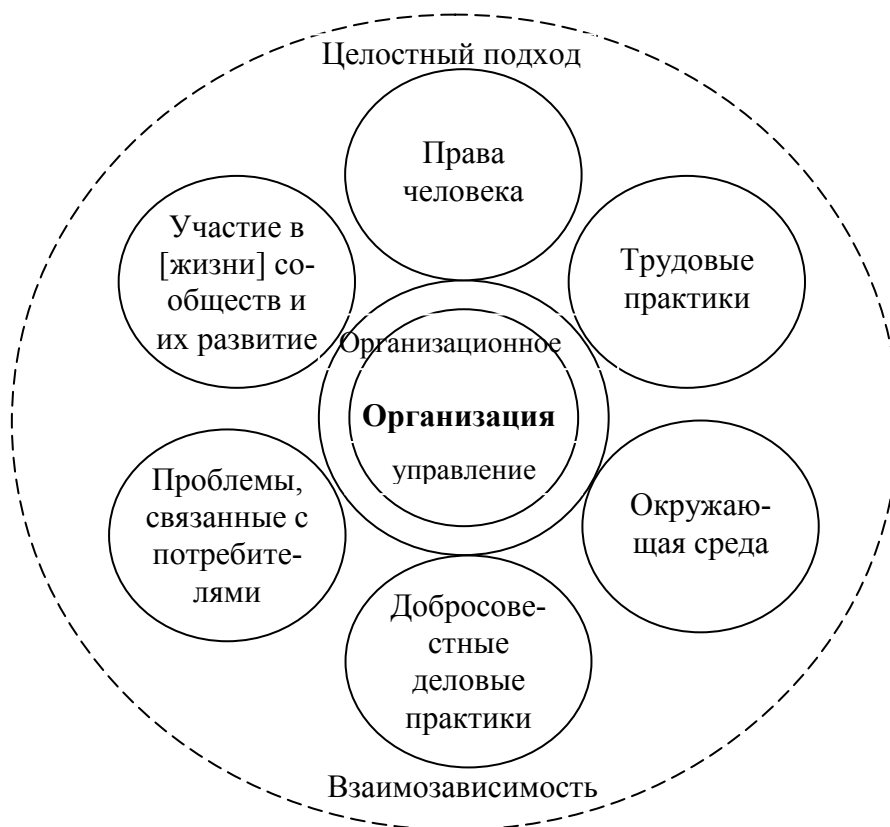 Целостный подход
Права
человека
Участие в
[жизни] со-
обществ и
их развитие
Трудовые
практики
Организационное
Организация
управление
Проблемы,
связанные с
потребите-
лями
Окружаю-
щая среда
Добросове-
стные
деловые
практики
Взаимозависимость